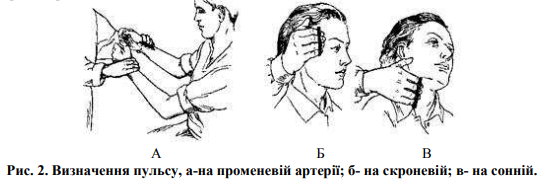 А Б В
Рис. 2. Визначення пульсу, а-на променевій артерії; б- на скроневій; в- на сонній.